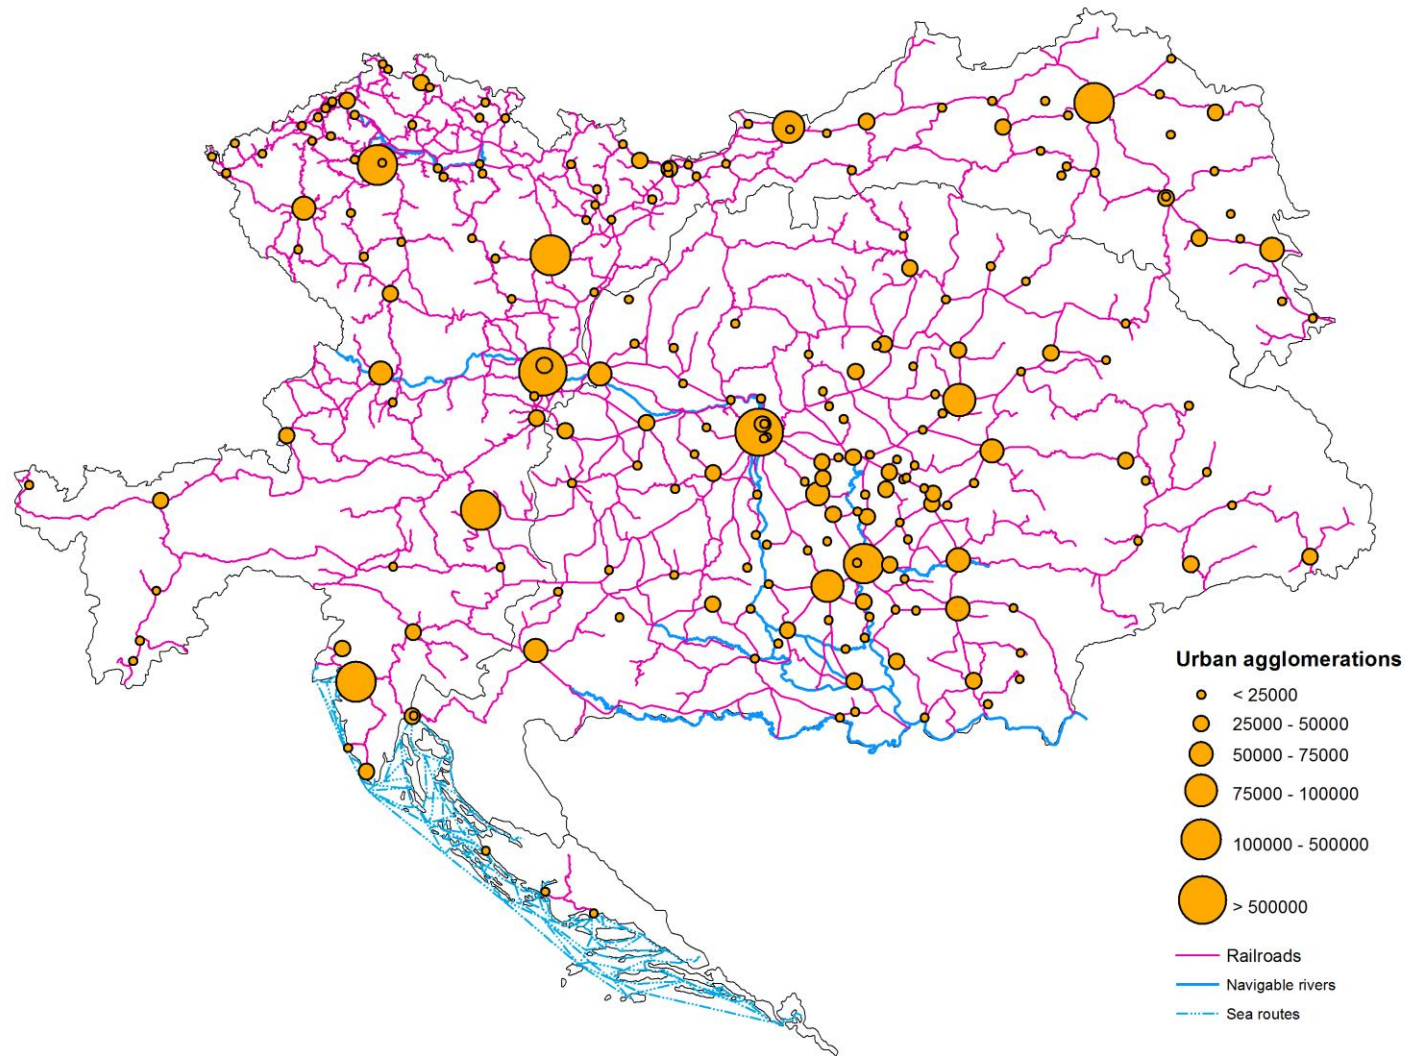 Urban agglomerations
< 25000
25000 - 50000
50000 - 75000
75000 - 100000
100000 - 500000
> 500000
Railroads
Navigable rivers
Sea routes